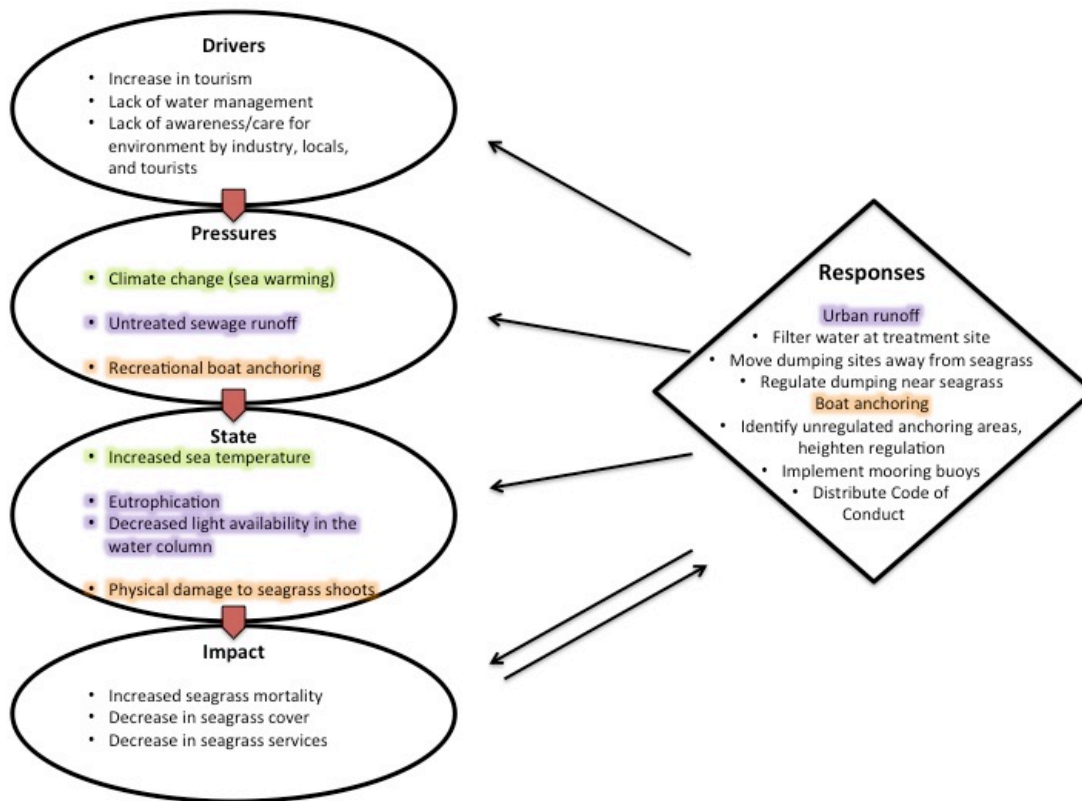 Drivers
• Increase in tourism
• Lack of water management
• Lack of awareness/care for
environment by industry, locals,
and tourists
Pressures
• Climate change (sea warming)
• Untreated sewage runoff
• Recreational boat anchoring
State
• Increased sea temperature
• Eutrophication
• Decreased light availability in the
water column
• Physical damage to seagrass shoots
Impact
• Increased seagrass mortality
• Decrease in seagrass cover
• Decrease in seagrass services
Responses
Urban runoff
• Filter water at treatment site
• Move dumping sites away from seagrass
• Regulate dumping near seagrass
Boat anchoring
• Identify unregulated anchoring areas,
heighten regulation
• Implement mooring buoys
• Distribute Code of
Conduct